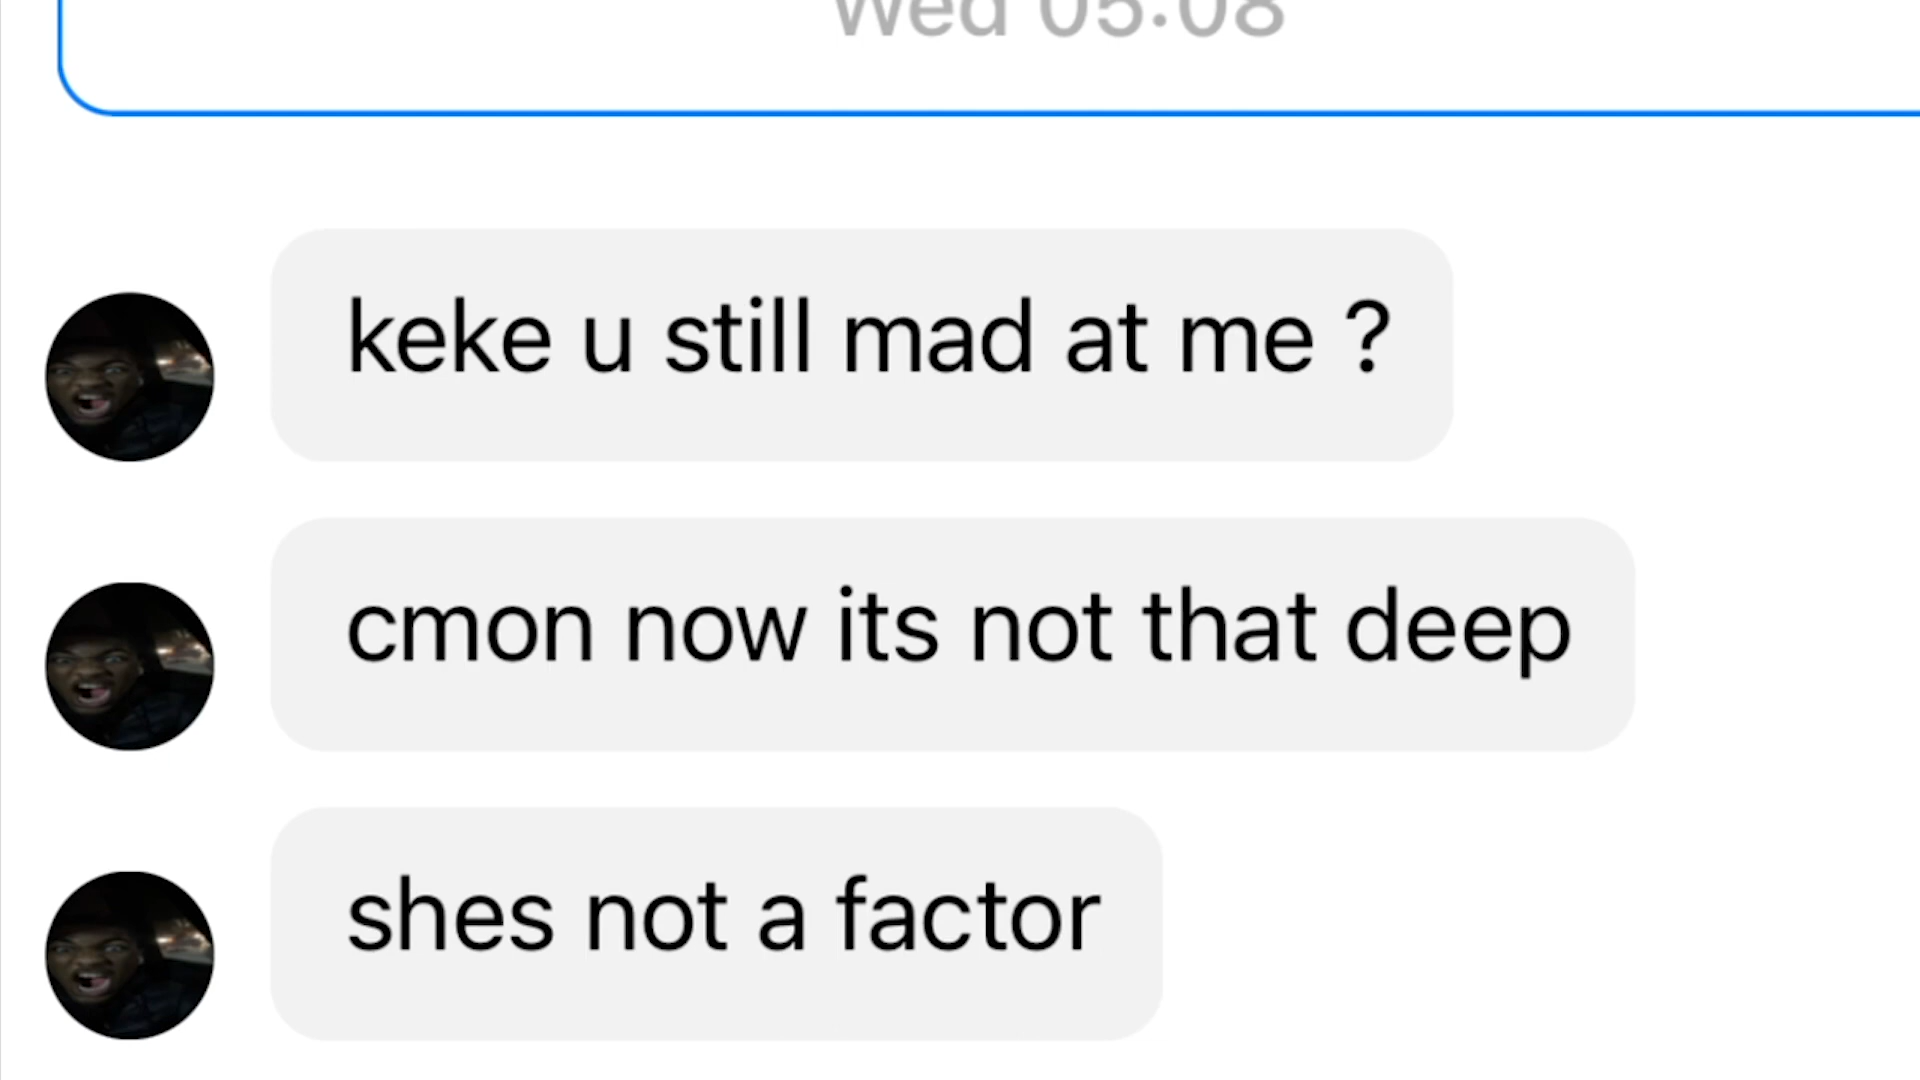 Wed 05:08
keke u still mad at me ?
cmon now its not that deep
shes not a factor